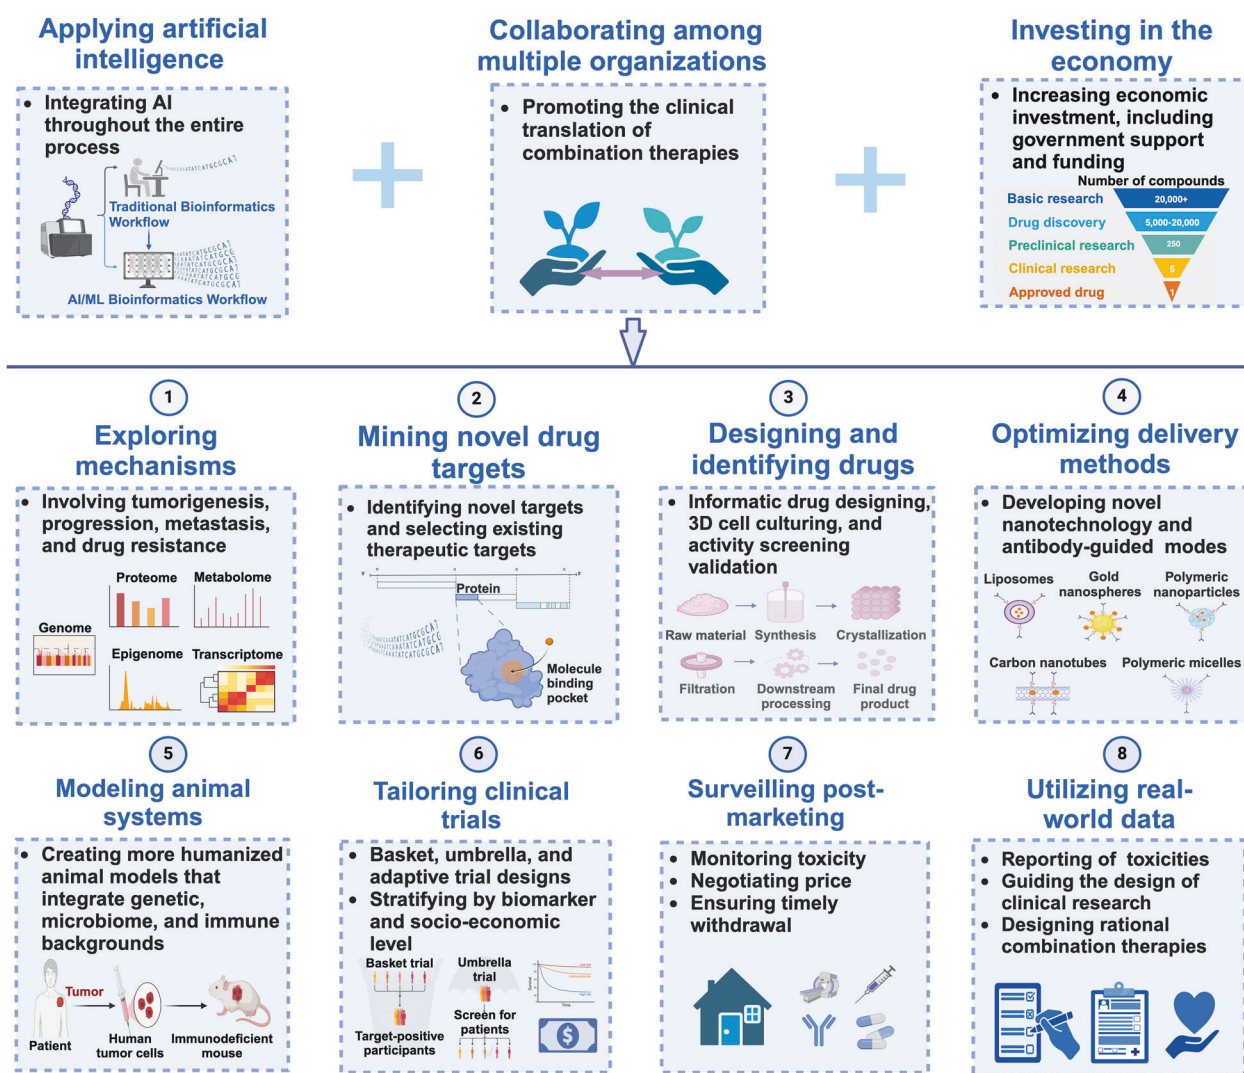 Applying artificial
intelligence
• Integrating AI
throughout the entire
process
Traditional Bioinformatics
Workflow
AI/ML Bioinformatics Workflow
Collaborating among
multiple organizations
• Promoting the clinical
translation of
combination therapies
Investing in the
economy
• Increasing economic
investment, including
government support
and funding
Number of compounds
Basic research 20,000+
Drug discovery 5,000-20,000
Preclinical research 250
Clinical research 5
Approved drug 1
1
Exploring
mechanisms
• Involving tumorigenesis,
progression, metastasis,
and drug resistance
Proteome Metabolome
Genome
Epigenome Transcriptome
2
Mining novel drug
targets
• Identifying novel targets
and selecting existing
therapeutic targets
Protein
Molecule
binding
pocket
3
Designing and
identifying drugs
• Informatic drug designing,
3D cell culturing, and
activity screening
validation
Raw material Synthesis Crystallization
Filtration Downstream Final drug
processing product
4
Optimizing delivery
methods
• Developing novel
nanotechnology and
antibody-guided modes
Liposomes Gold Polymeric
nanospheres nanoparticles
Carbon nanotubes Polymeric micelles
5
Modeling animal
systems
• Creating more humanized
animal models that
integrate genetic,
microbiome, and immune
backgrounds
Tumor
Patient Human Immunodeficient
tumor cells mouse
6
Tailoring clinical
trials
• Basket, umbrella, and
adaptive trial designs
• Stratifying by biomarker
and socio-economic
level
Basket trial Umbrella
trial
Screen for
patients
Target-positive
participants
Survival
Time
$
7
Surveilling post-
marketing
• Monitoring toxicity
• Negotiating price
• Ensuring timely
withdrawal
8
Utilizing real-
world data
• Reporting of toxicities
• Guiding the design of
clinical research
• Designing rational
combination therapies